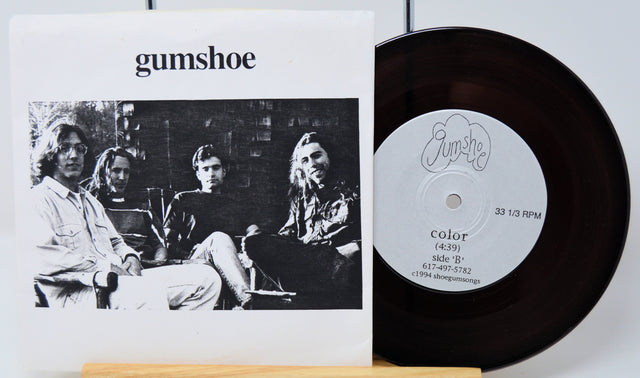 gumshoe
gumshoe
33 1/3 RPM
color
(4:39)
side 'B'
617-497-5782
c1994 shoegumsongs